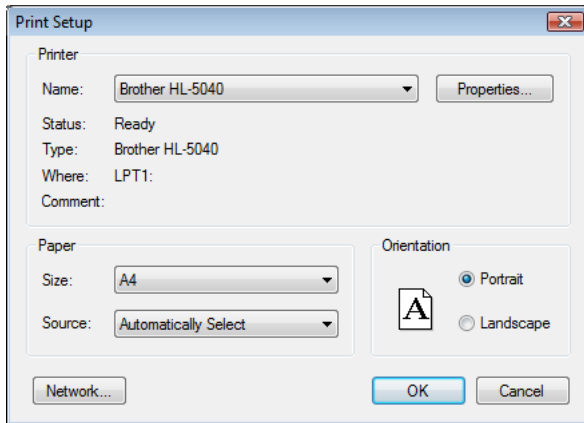 Print Setup
Printer
Name: Brother HL-5040 Properties...
Status: Ready
Type: Brother HL-5040
Where: LPT1:
Comment:
Paper Orientation
Size: A4 Portrait
A
Source: Automatically Select Landscape
Network... OK Cancel